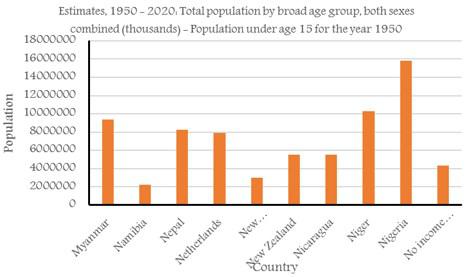 Estimates, 1950 - 2020: Total population by broad age group, both sexes
combined (thousands) - Population under age 15 for the year 1950
18000000
16000000
14000000
12000000
10000000
8000000
6000000
4000000
2000000
0
Population
Myanmar
Namibia
Nepal
Netherlands
New...
New Zealand
Nicaragua
Niger
Nigeria
No income...
Country